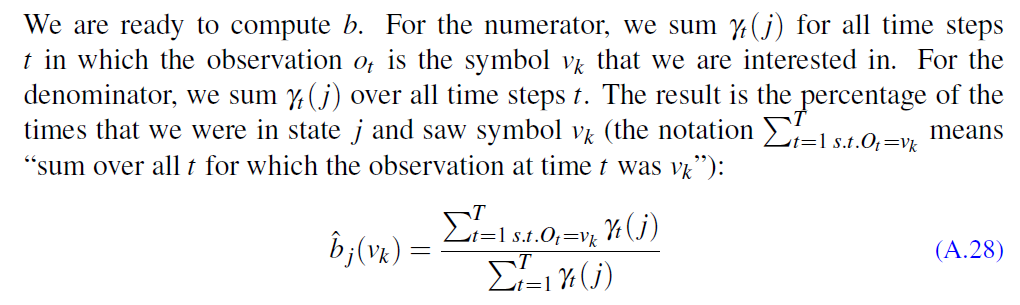 We are ready to compute b. For the numerator, we sum γₜ(j) for all time steps
t in which the observation oₜ is the symbol vₖ that we are interested in. For the
denominator, we sum γₜ(j) over all time steps t. The result is the percentage of the
times that we were in state j and saw symbol vₖ (the notation ∑ᵀₜ₌₁ s.t.Oₜ=vₖ means
“sum over all t for which the observation at time t was vₖ”):
b̂ⱼ(vₖ) = ∑ᵀₜ₌₁ s.t.Oₜ=vₖ γₜ(j) / ∑ᵀₜ₌₁ γₜ(j) (A.28)